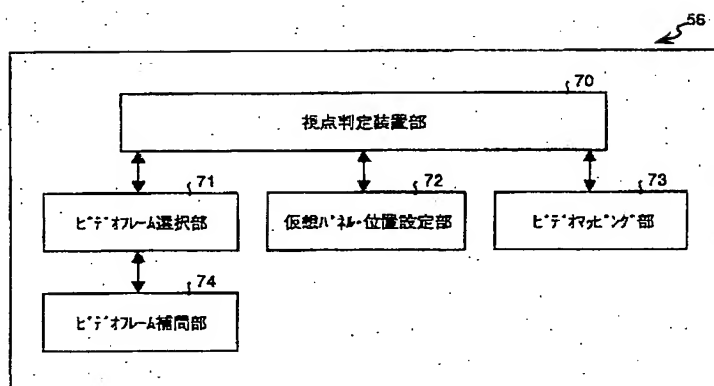 56
70
視点判定装置部
71
ビデオフレーム選択部
72
仮想パネル・位置設定部
73
ビデオマッピング部
74
ビデオフレーム補間部